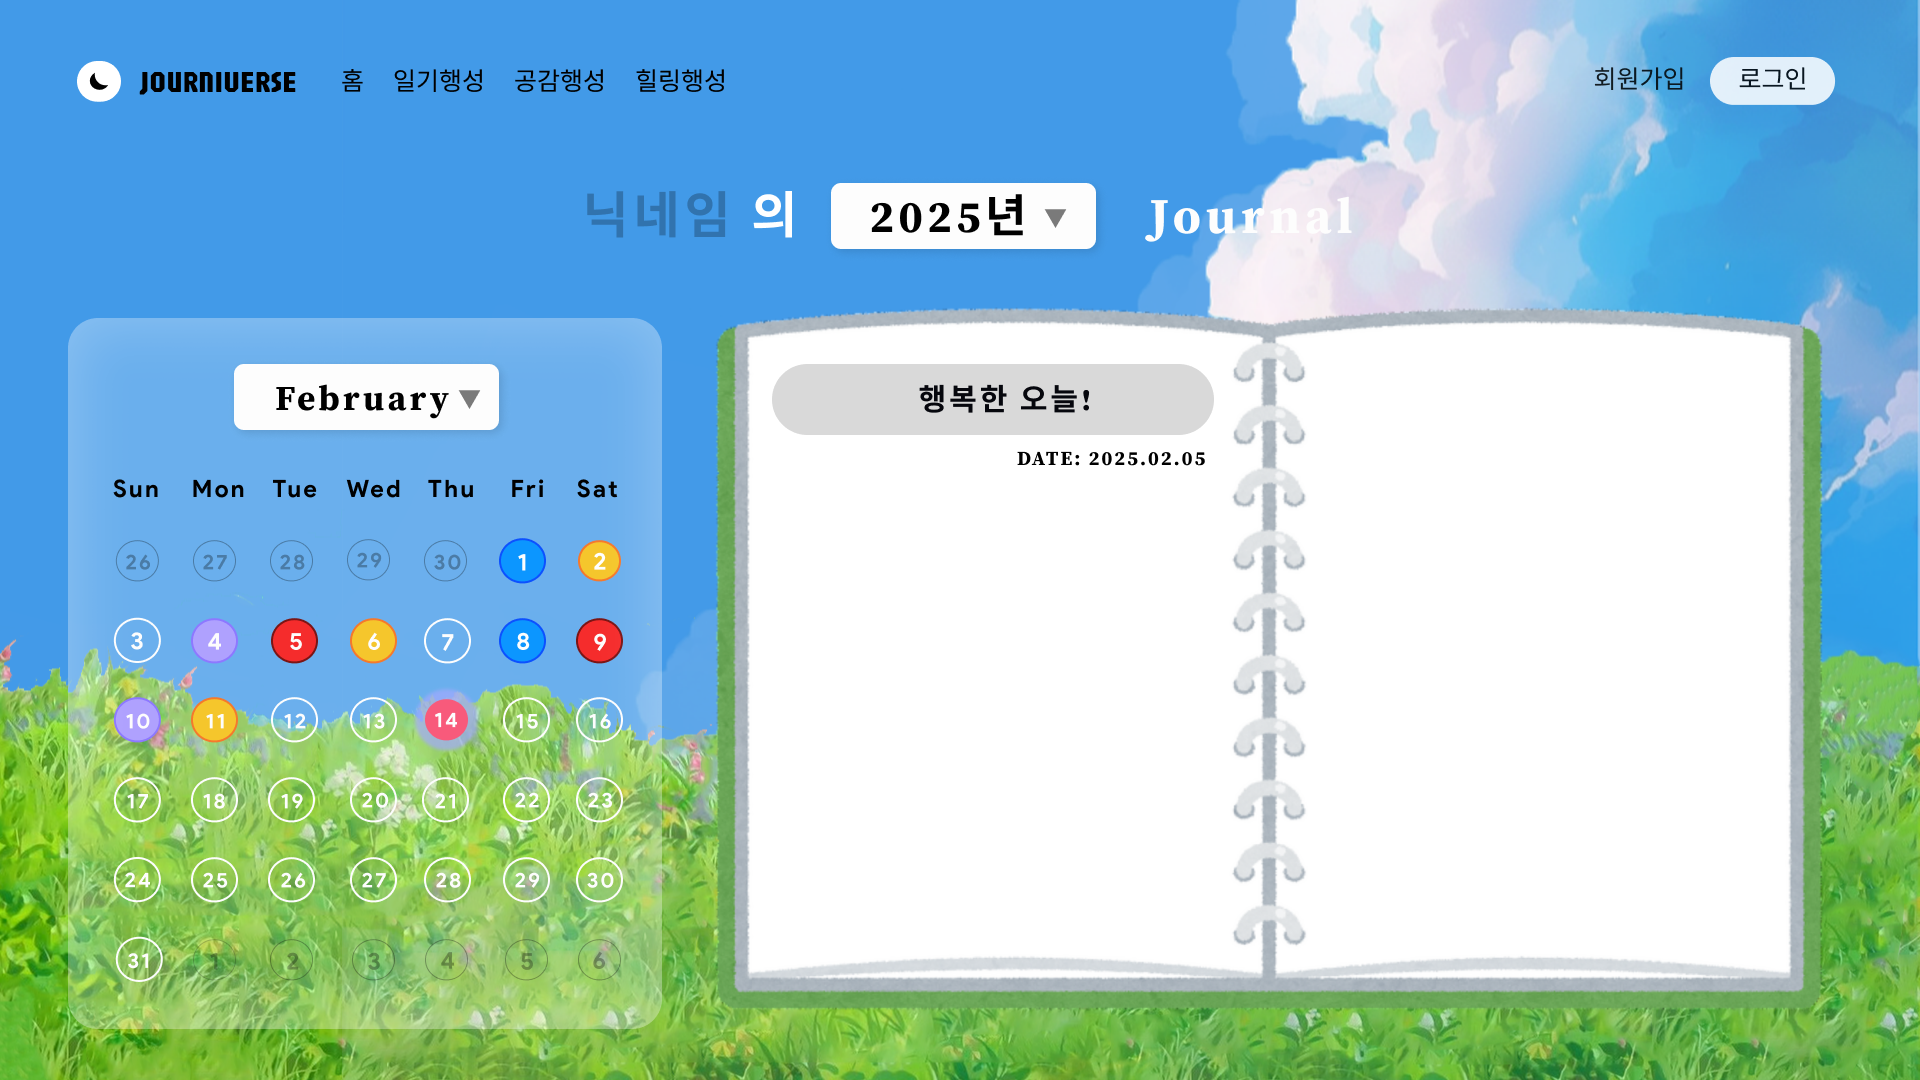 JOURNIVERSE 홈 일기행성 공감행성 힐링행성 회원가입 로그인
닉네임 의 2025년 ▼ Journal
February ▼
Sun Mon Tue Wed Thu Fri Sat
26 27 28 29 30 1 2
3 4 5 6 7 8 9
10 11 12 13 14 15 16
17 18 19 20 21 22 23
24 25 26 27 28 29 30
31 1 2 3 4 5 6
행복한 오늘!
DATE: 2025.02.05